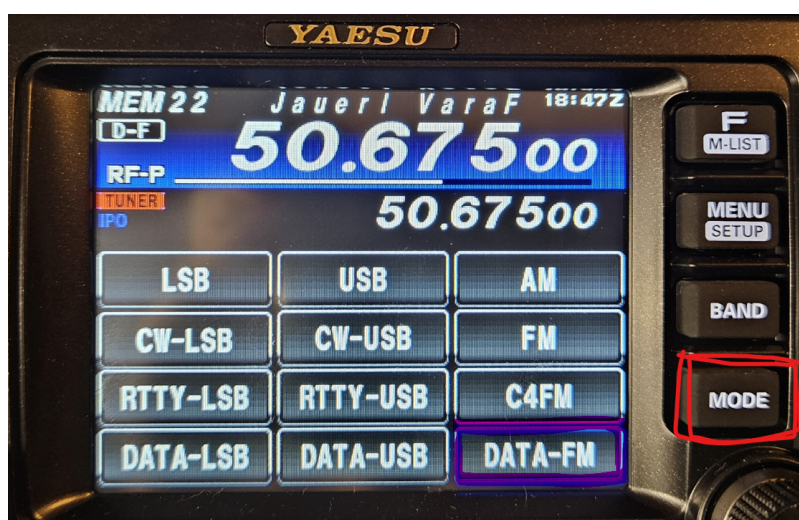 YAESU
MEM 22 Jauerl VaraF 18:47Z
D-F 50.67500
RF-P
TUNER
IPO 50.67500
LSB USB AM
CW-LSB CW-USB FM
RTTY-LSB RTTY-USB C4FM
DATA-LSB DATA-USB DATA-FM
F
M-LIST
MENU
SETUP
BAND
MODE